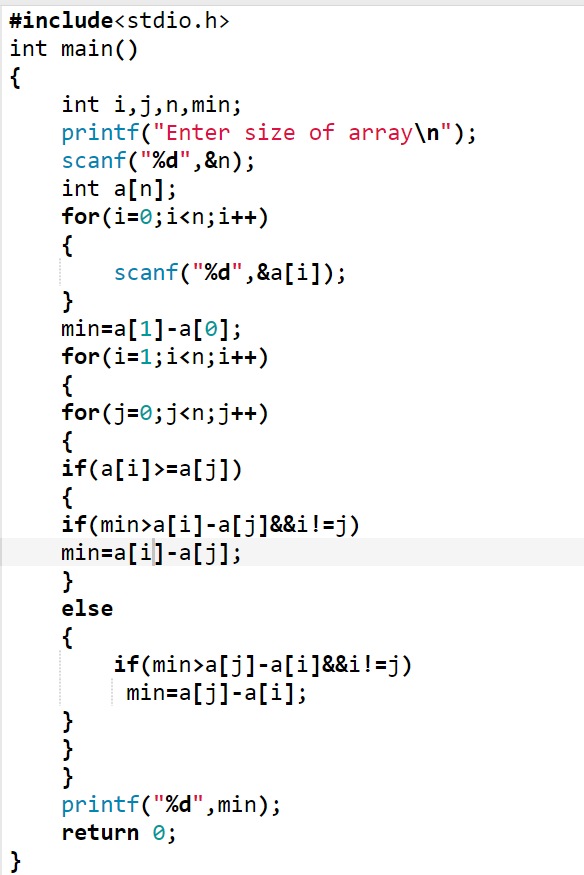 #include<stdio.h>
int main()
{
    int i,j,n,min;
    printf("Enter size of array\n");
    scanf("%d",&n);
    int a[n];
    for(i=0;i<n;i++)
    {
        scanf("%d",&a[i]);
    }
    min=a[1]-a[0];
    for(i=1;i<n;i++)
    {
    for(j=0;j<n;j++)
    {
    if(a[i]>=a[j])
    {
    if(min>a[i]-a[j]&&i!=j)
    min=a[i]-a[j];
    }
    else
    {
        if(min>a[j]-a[i]&&i!=j)
         min=a[j]-a[i];
    }
    }
    }
    printf("%d",min);
    return 0;
}